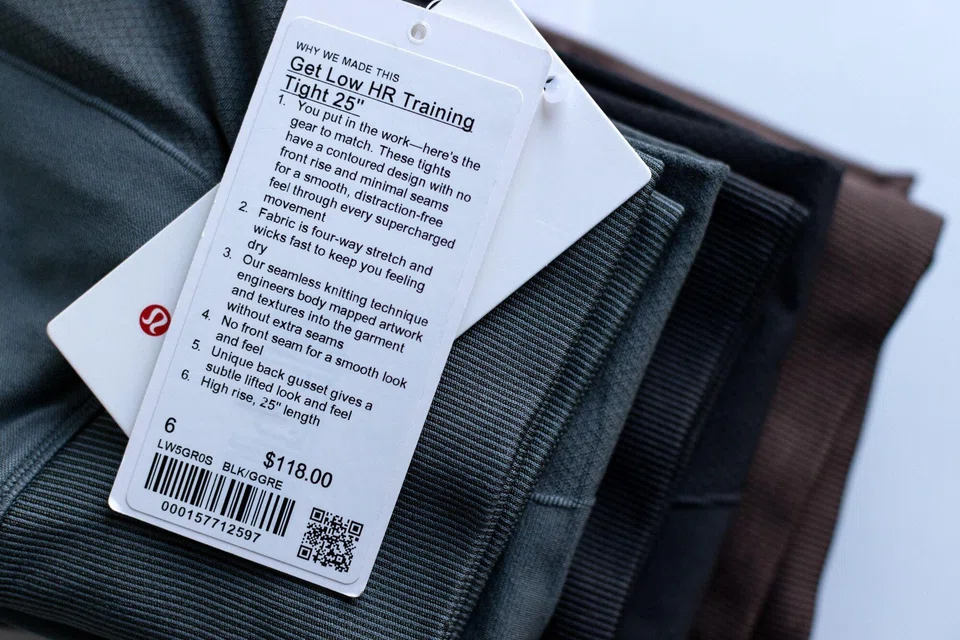 WHY WE MADE THIS
Get Low HR Training
Tight 25"
1. You put in the work—here's the
gear to match. These tights
have a contoured design with no
front rise and minimal seams
for a smooth, distraction-free
feel through every supercharged
movement
2. Fabric is four-way stretch and
wicks fast to keep you feeling
dry
3. Our seamless knitting technique
engineers body mapped artwork
and textures into the garment
without extra seams
4. No front seam for a smooth look
and feel
5. Unique back gusset gives a
subtle lifted look and feel
6. High rise, 25" length
6
$118.00
LW5GR0S BLK/GGRE
000157712597